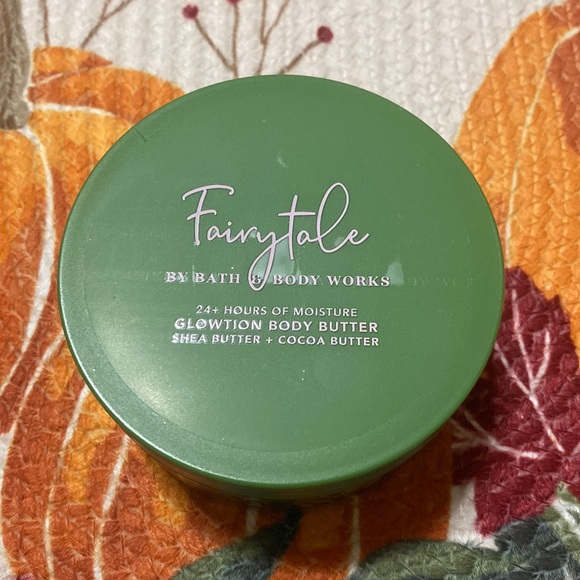 Fairytale
BY BATH & BODY WORKS
24+ HOURS OF MOISTURE
GLOWTION BODY BUTTER
SHEA BUTTER + COCOA BUTTER